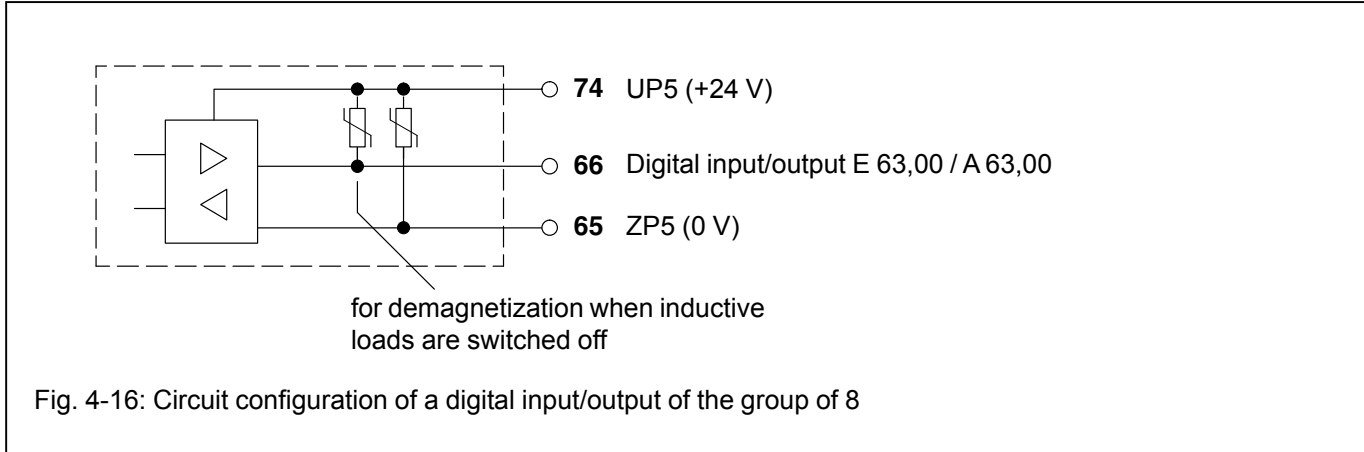 74 UP5 (+24 V)
66 Digital input/output E 63,00 / A 63,00
65 ZP5 (0 V)
for demagnetization when inductive
loads are switched off
Fig. 4-16: Circuit configuration of a digital input/output of the group of 8